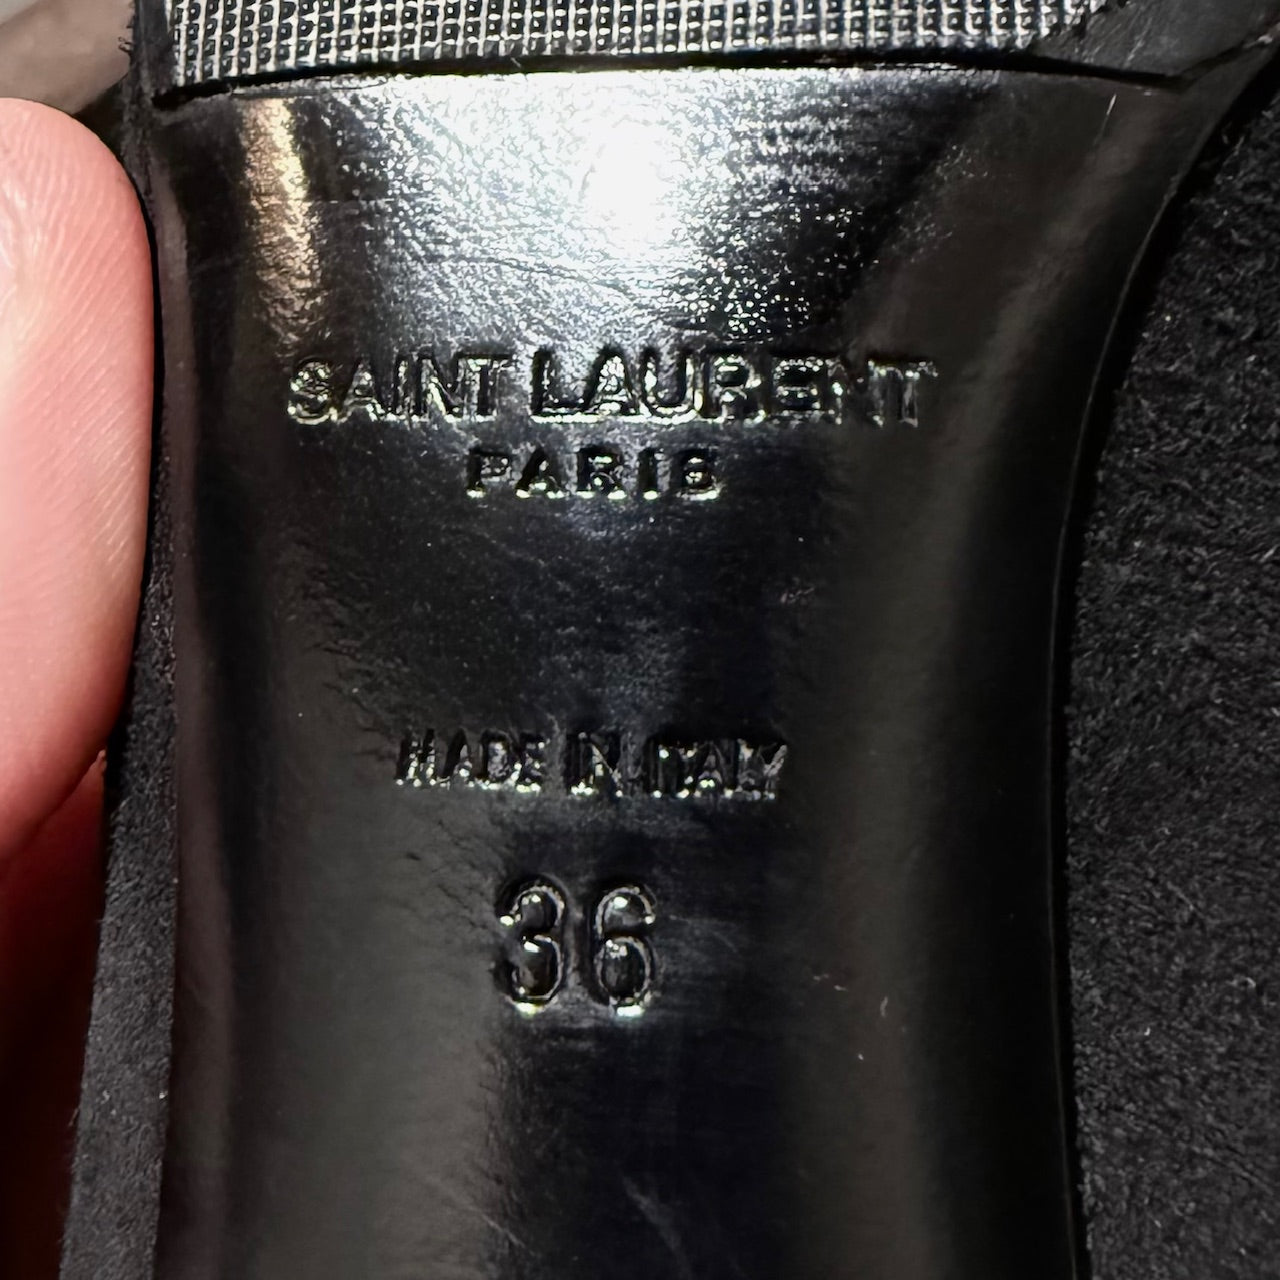 SAINT LAURENT
PARIS
MADE IN ITALY
36